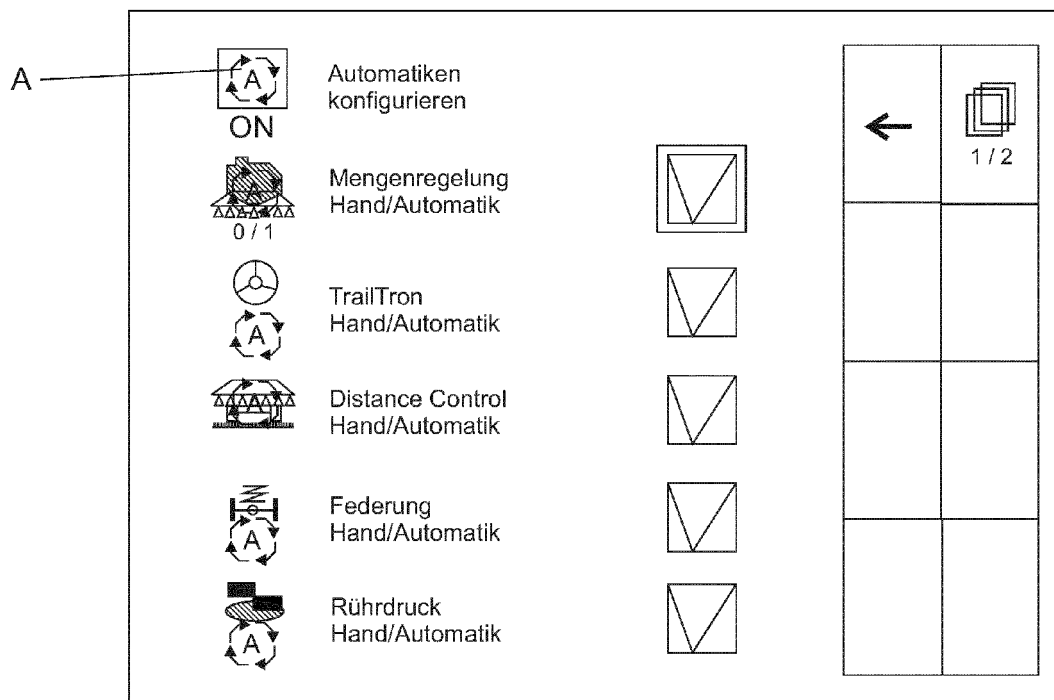 A
A
Automatiken
konfigurieren
ON
1 / 2
A
Mengenregelung
Hand/Automatik
0 / 1
TrailTron
Hand/Automatik
A
A
Distance Control
Hand/Automatik
Federung
Hand/Automatik
A
Rührdruck
Hand/Automatik
A